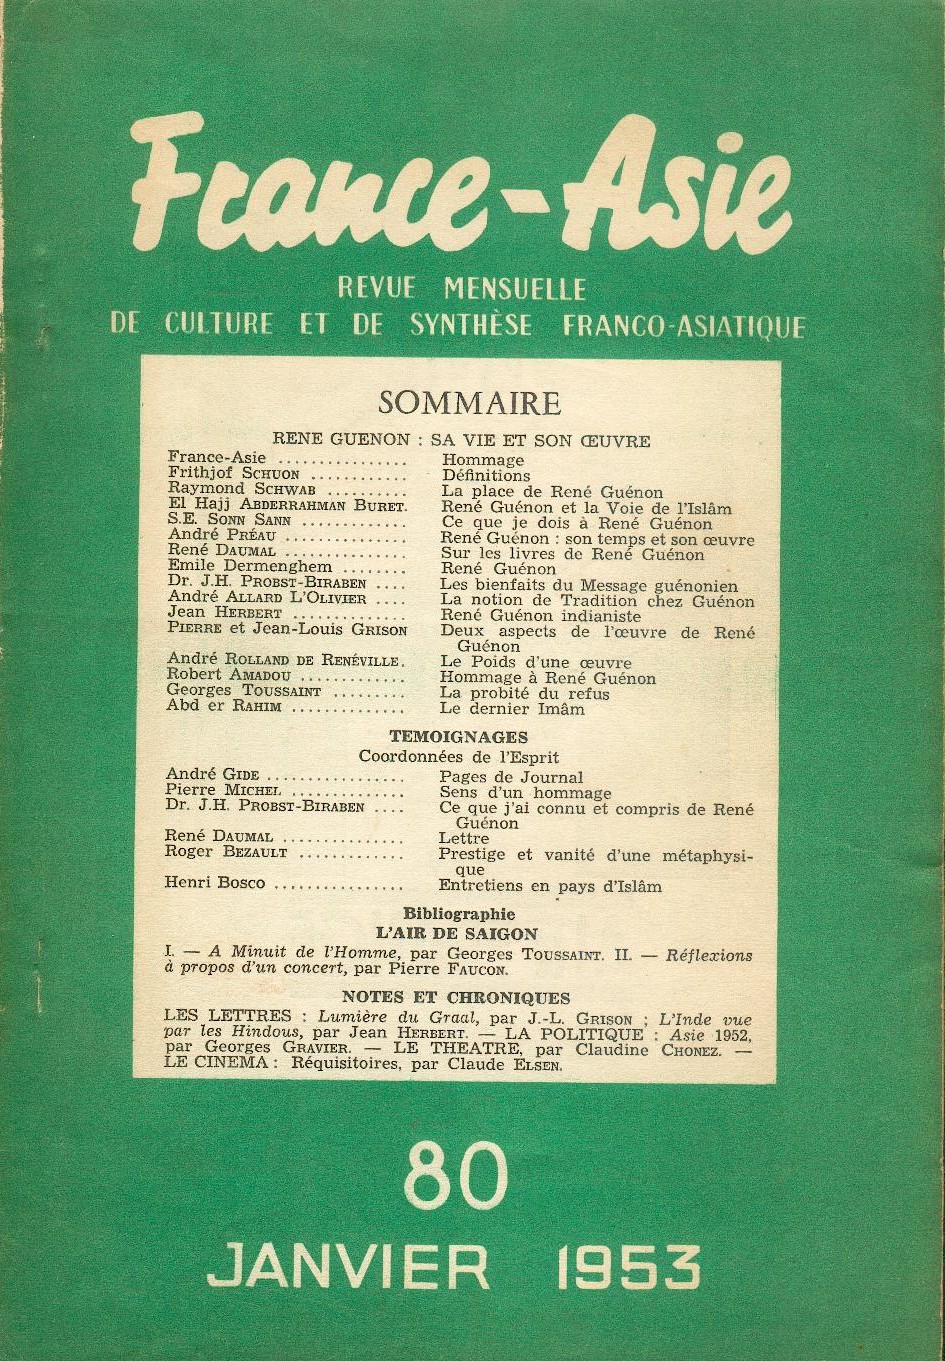 France-Asie
REVUE MENSUELLE
DE CULTURE ET DE SYNTHÈSE FRANCO-ASIATIQUE
SOMMAIRE
RENE GUENON : SA VIE ET SON ŒUVRE
France-Asie ............... Hommage
Frithjof SCHUON ............ Définitions
Raymond SCHWAB .......... La place de René Guénon
El Hajj ABDERRAHMAN BURET. René Guénon et la Voie de l'Islâm
S.E. SONN SANN ............. Ce que je dois à René Guénon
André PRÉAU ............... René Guénon : son temps et son œuvre
René DAUMAL ............... Sur les livres de René Guénon
Emile Dermenghem ........ René Guénon
Dr. J.H. PROBST-BIRABEN .... Les bienfaits du Message guénonien
André ALLARD L'OLIVIER .... La notion de Tradition chez Guénon
Jean HERBERT .............. René Guénon indianiste
PIERRE et Jean-Louis GRISON Deux aspects de l'œuvre de René
Guénon
André ROLLAND DE RENÉVILLE. Le Poids d'une œuvre
Robert AMADOU ............. Hommage à René Guénon
Georges TOUSSAINT ......... La probité du refus
Abd er RAHIM .............. Le dernier Imâm
TEMOIGNAGES
Coordonnées de l'Esprit
André GIDE ................. Pages de Journal
Pierre MICHEL .............. Sens d'un hommage
Dr. J.H. PROBST-BIRABEN .... Ce que j'ai connu et compris de René
Guénon
René DAUMAL ............... Lettre
Roger BEZAULT ............. Prestige et vanité d'une métaphysi-
que
Henri BOSCO ................ Entretiens en pays d'Islâm
Bibliographie
L'AIR DE SAIGON
I. — A Minuit de l'Homme, par Georges TOUSSAINT. II. — Réflexions
à propos d'un concert, par Pierre FAUCON.
NOTES ET CHRONIQUES
LES LETTRES : Lumière du Graal, par J.-L. GRISON ; L'Inde vue
par les Hindous, par Jean HERBERT. — LA POLITIQUE : Asie 1952,
par Georges GRAVIER. — LE THEATRE, par Claudine CHONEZ. —
LE CINEMA : Réquisitoires, par Claude ELSEN.
80
JANVIER 1953